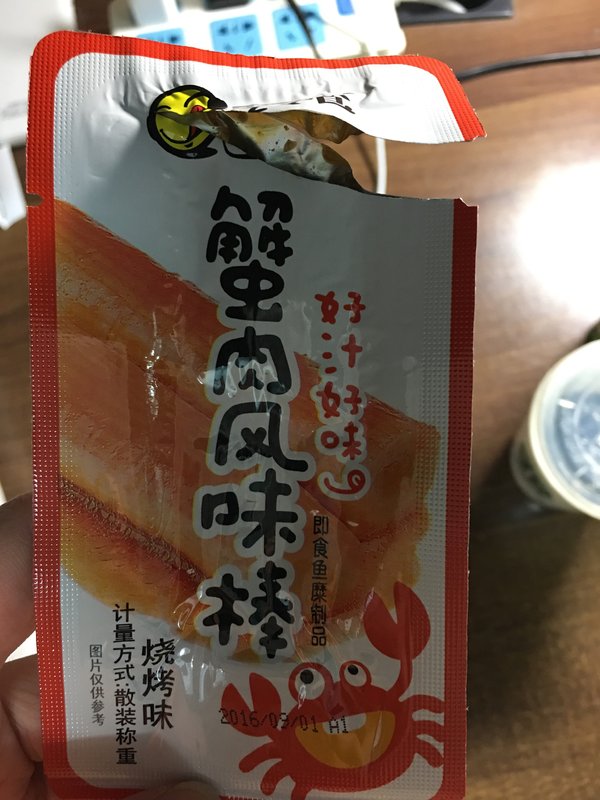 蟹肉风味棒
好汁好味
即食鱼糜制品
烧烤味
计量方式:散装称重
图片仅供参考
2016/09/01 A1